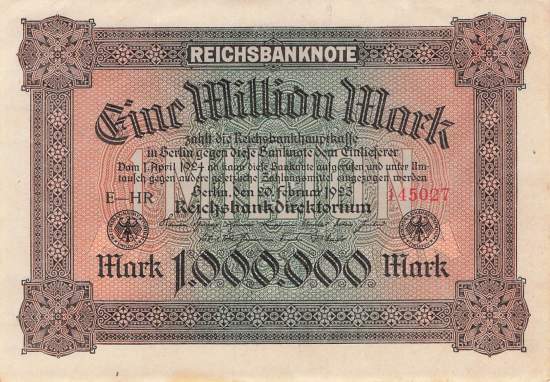 REICHSBANKNOTE
Eine Million Mark
zahlt die Reichsbankhauptkasse
in Berlin gegen diese Banknote dem Einlieferer
Vom 1. April 1924 ab kann diese Banknote aufgerufen und unter Um-
tausch gegen andere gesetzliche Zahlungsmittel eingezogen werden
Berlin, den 20. Februar 1923
E-HR
145027
Reichsbankdirektorium
Mark 1.000.000 Mark